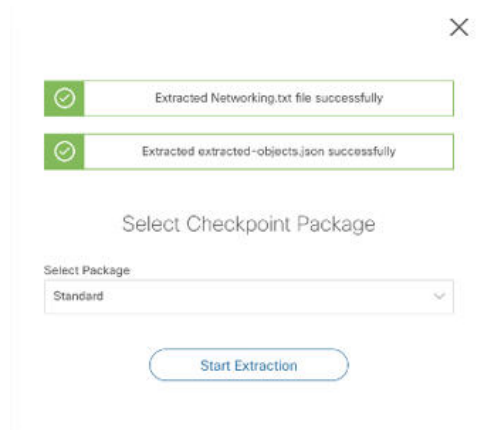 Extracted Networking.txt file successfully
Extracted extracted-objects.json successfully
Select Checkpoint Package
Select Package
Standard
Start Extraction